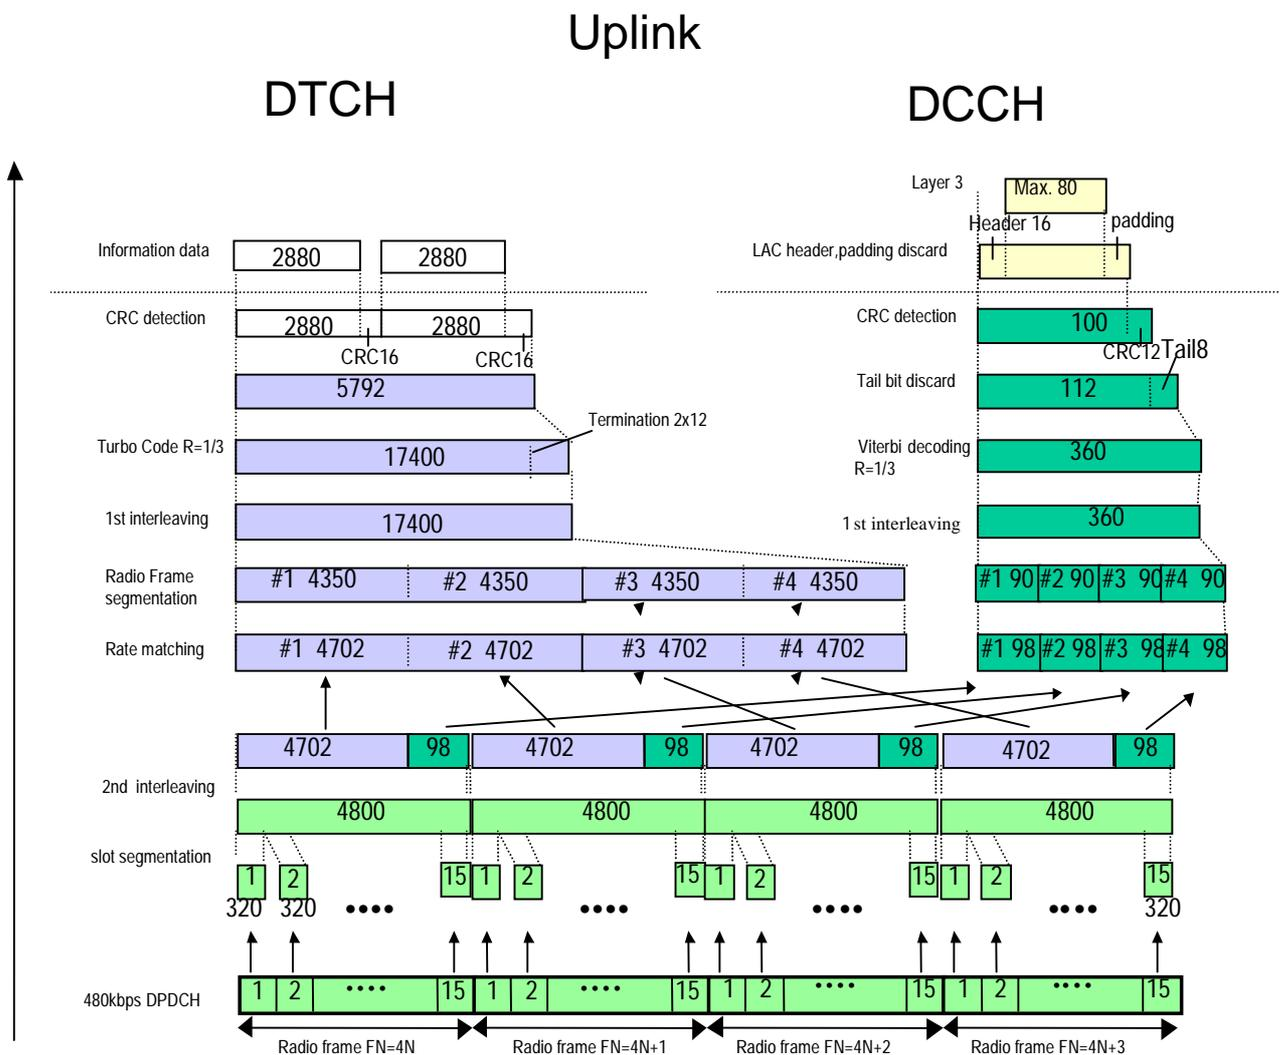 Uplink
DTCH
DCCH
Layer 3
Max. 80
Header 16
padding
Information data
2880
2880
LAC header,padding discard
CRC detection
2880
2880
CRC16
CRC16
CRC detection
100
CRC12
Tail8
5792
Tail bit discard
112
Termination 2x12
Turbo Code R=1/3
17400
Viterbi decoding
R=1/3
360
1st interleaving
17400
1st interleaving
360
Radio Frame
segmentation
#1 4350
#2 4350
#3 4350
#4 4350
#1 90
#2 90
#3 90
#4 90
Rate matching
#1 4702
#2 4702
#3 4702
#4 4702
#1 98
#2 98
#3 98
#4 98
4702
98
4702
98
4702
98
4702
98
2nd interleaving
4800
4800
4800
4800
slot segmentation
1
2
15
1
2
15
1
2
15
1
2
15
320
320
••••
••••
••••
••••
320
480kbps DPDCH
1
2
••••
15
1
2
••••
15
1
2
••••
15
1
2
••••
15
Radio frame FN=4N
Radio frame FN=4N+1
Radio frame FN=4N+2
Radio frame FN=4N+3